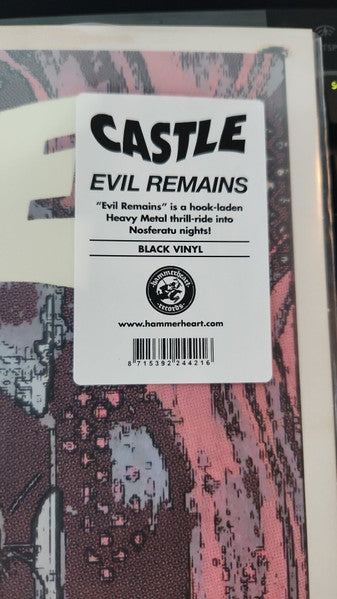 CASTLE
EVIL REMAINS
"Evil Remains" is a hook-laden
Heavy Metal thrill-ride into
Nosferatu nights!
BLACK VINYL
hammerheart
records
www.hammerheart.com
8 715392 244216